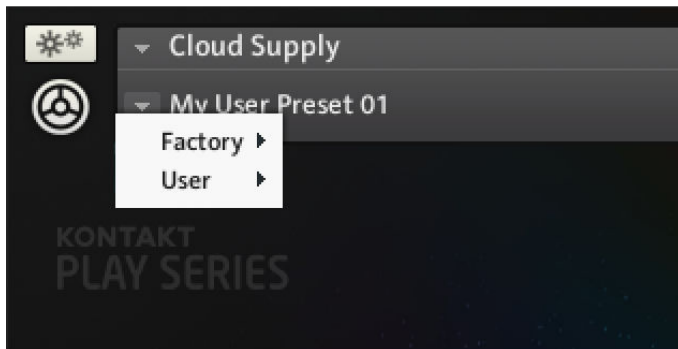 Cloud Supply
My User Preset 01
Factory
User
KONTAKT
PLAY SERIES